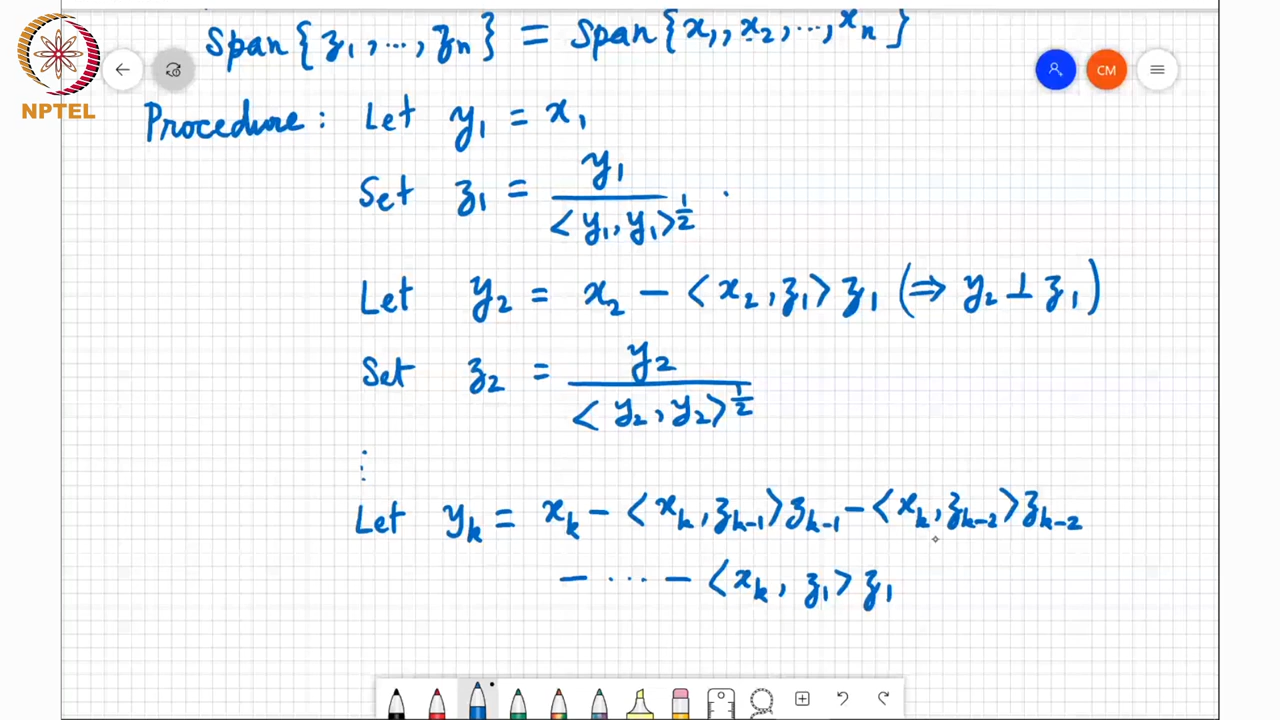 Span{z₁,...,zₙ} = Span{x₁,x₂,...,xₙ}
NPTEL
CM
Procedure: Let y₁ = x₁
Set z₁ = y₁ / <y₁,y₁>^½ .
Let y₂ = x₂ − <x₂,z₁>z₁ (⇒ y₂ ⊥ z₁)
Set z₂ = y₂ / <y₂,y₂>^½
⋮
Let yₖ = xₖ − <xₖ,zₖ₋₁>zₖ₋₁ − <xₖ,zₖ₋₂>zₖ₋₂
− ... − <xₖ,z₁>z₁